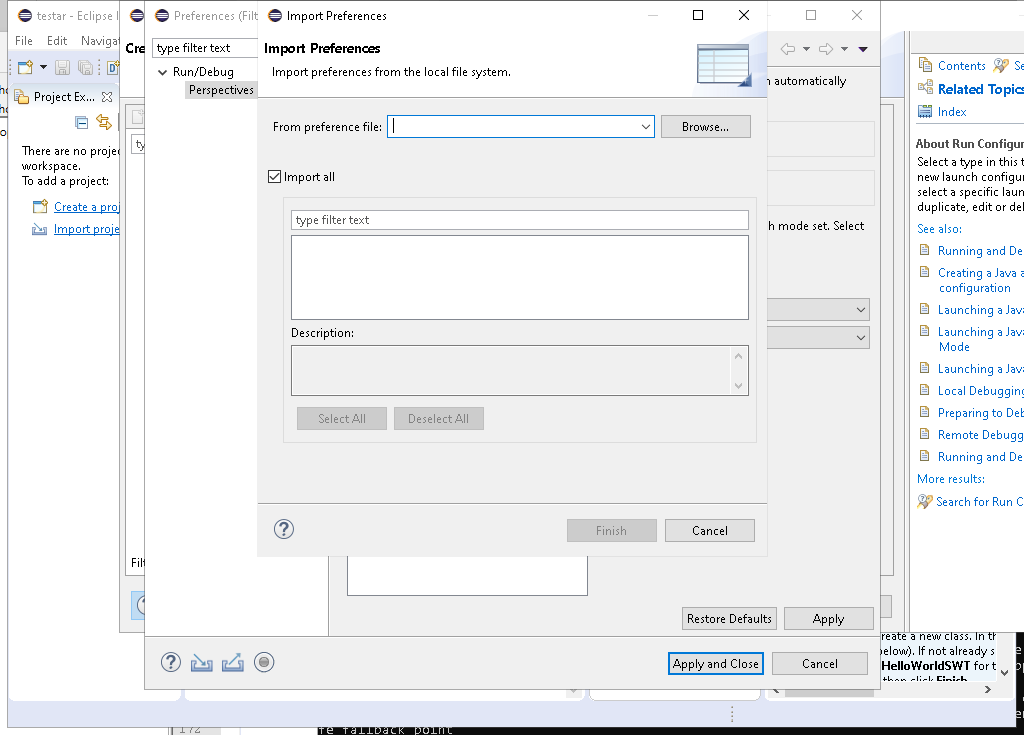 testar - Eclipse
File Edit Navigat
Project Ex...
There are no projec
workspace.
To add a project:
Create a proj
Import proje
Cre
Filt
Preferences (Filt
type filter text
Run/Debug
Perspectives
Import Preferences
Import Preferences
Import preferences from the local file system.
From preference file:
Browse...
Import all
type filter text
Description:
Select All
Deselect All
Finish
Cancel
automatically
h mode set. Select
Restore Defaults
Apply
Apply and Close
Cancel
Contents
Se
Related Topics
Index
About Run Configur
Select a type in this t
new launch configur
select a specific laun
duplicate, edit or del
See also:
Running and De
Creating a Java a
configuration
Launching a Java
Launching a Java
Mode
Launching a Java
Local Debugging
Preparing to Deb
Remote Debugg
Running and De
More results:
Search for Run C
reate a new class. In th
below). If not already s
HelloWorldSWT for t
then click Finish
172
fe fallback point